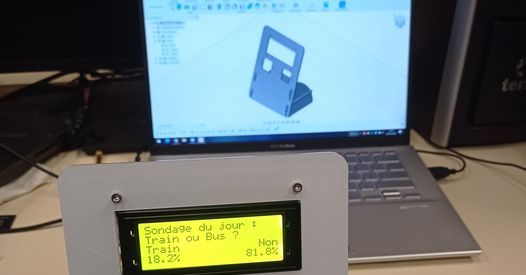 Sondage du jour :
Train ou Bus ?
Train Non
18.2% 81.8%